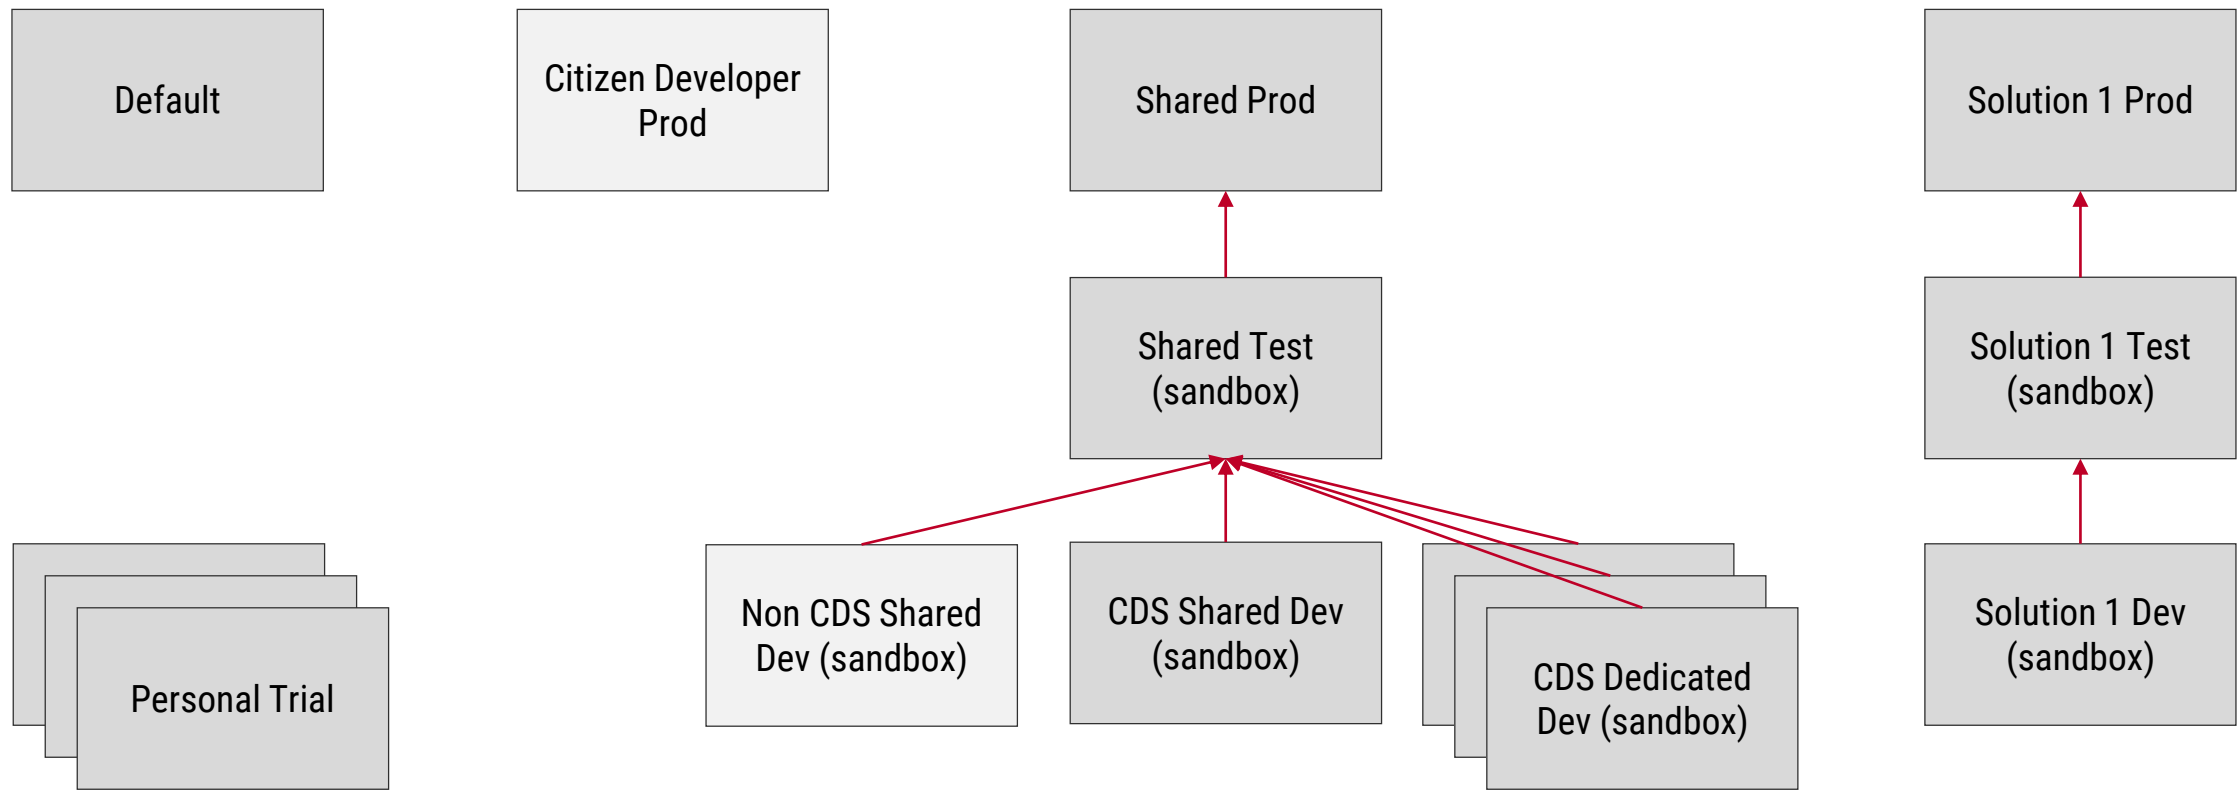 Default
Citizen Developer
Prod
Shared Prod
Solution 1 Prod
Shared Test
(sandbox)
Solution 1 Test
(sandbox)
Personal Trial
Non CDS Shared
Dev (sandbox)
CDS Shared Dev
(sandbox)
CDS Dedicated
Dev (sandbox)
Solution 1 Dev
(sandbox)